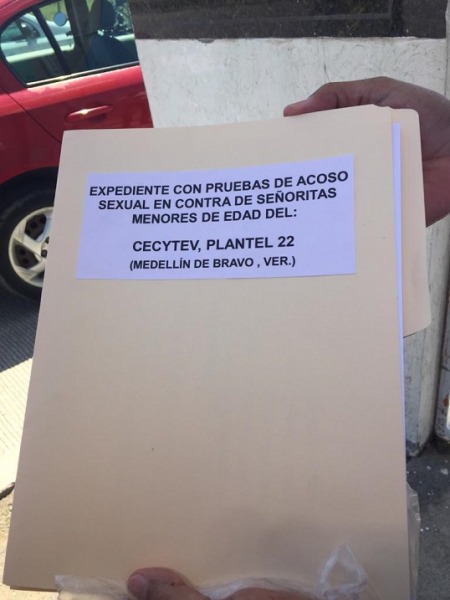 EXPEDIENTE CON PRUEBAS DE ACOSO
SEXUAL EN CONTRA DE SEÑORITAS
MENORES DE EDAD DEL:
CECYTEV, PLANTEL 22
(MEDELLÍN DE BRAVO , VER.)